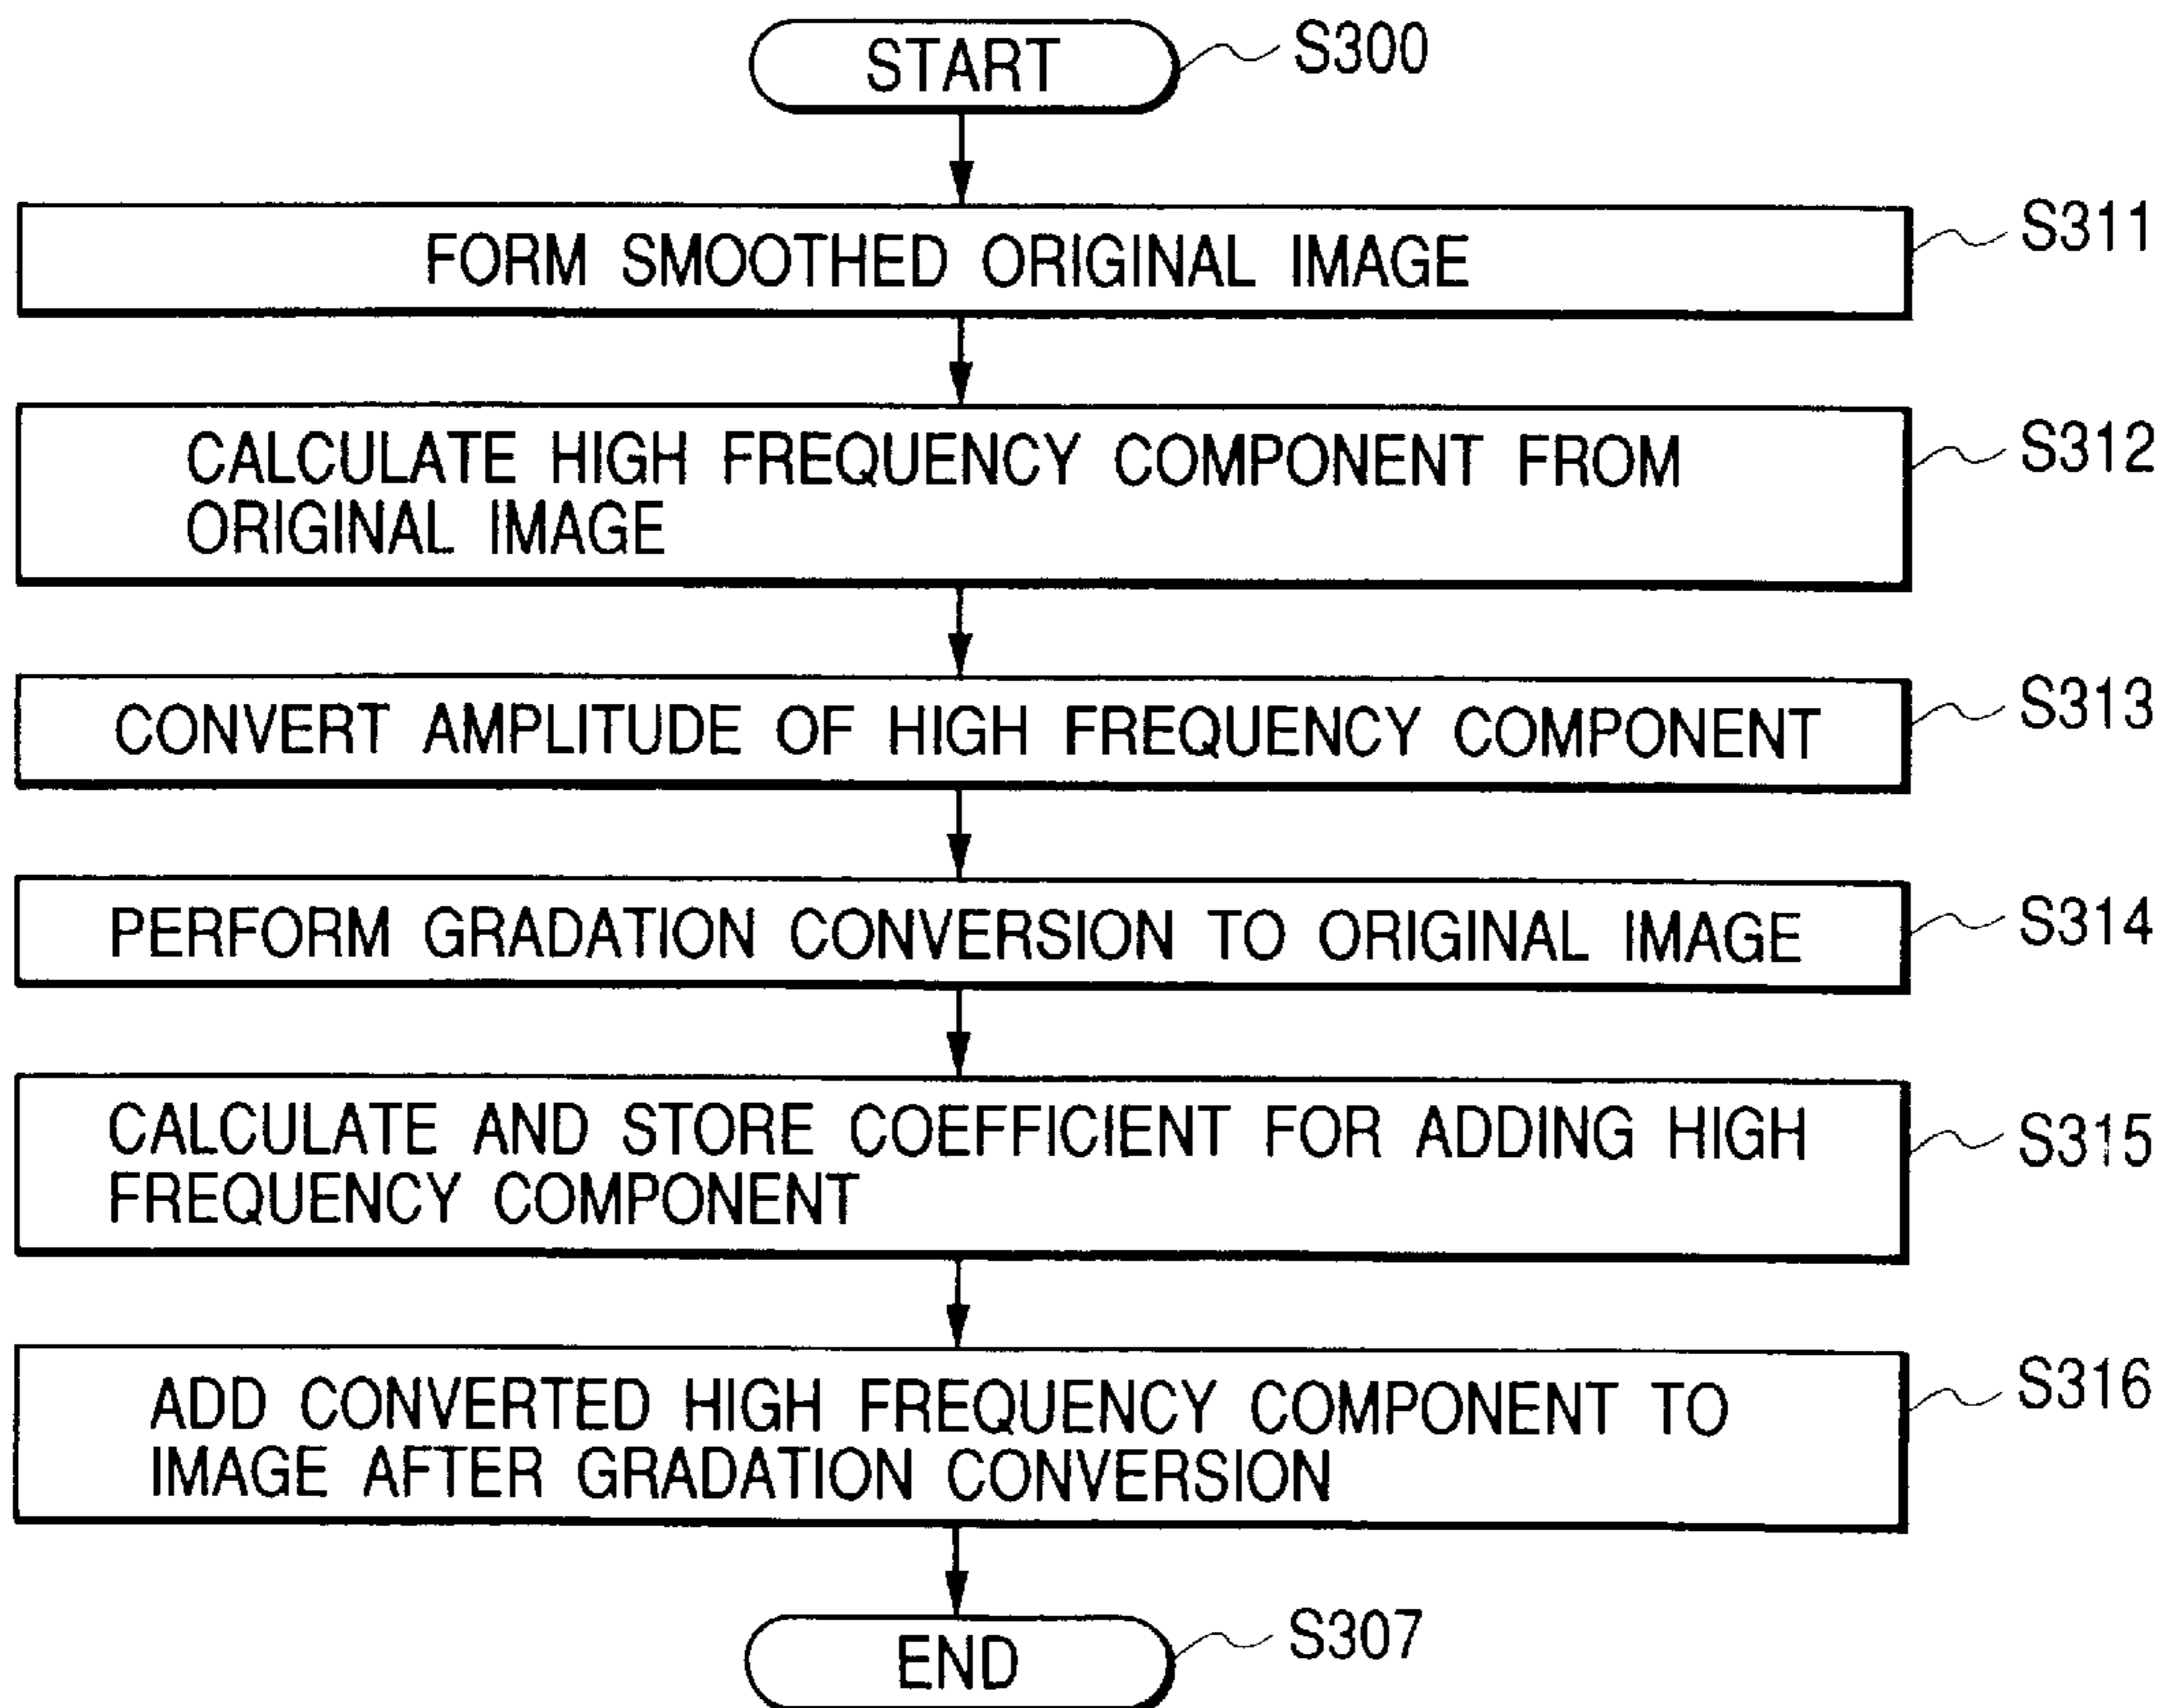 START
S300
FORM SMOOTHED ORIGINAL IMAGE
S311
CALCULATE HIGH FREQUENCY COMPONENT FROM
ORIGINAL IMAGE
S312
CONVERT AMPLITUDE OF HIGH FREQUENCY COMPONENT
S313
PERFORM GRADATION CONVERSION TO ORIGINAL IMAGE
S314
CALCULATE AND STORE COEFFICIENT FOR ADDING HIGH
FREQUENCY COMPONENT
S315
ADD CONVERTED HIGH FREQUENCY COMPONENT TO
IMAGE AFTER GRADATION CONVERSION
S316
END
S307